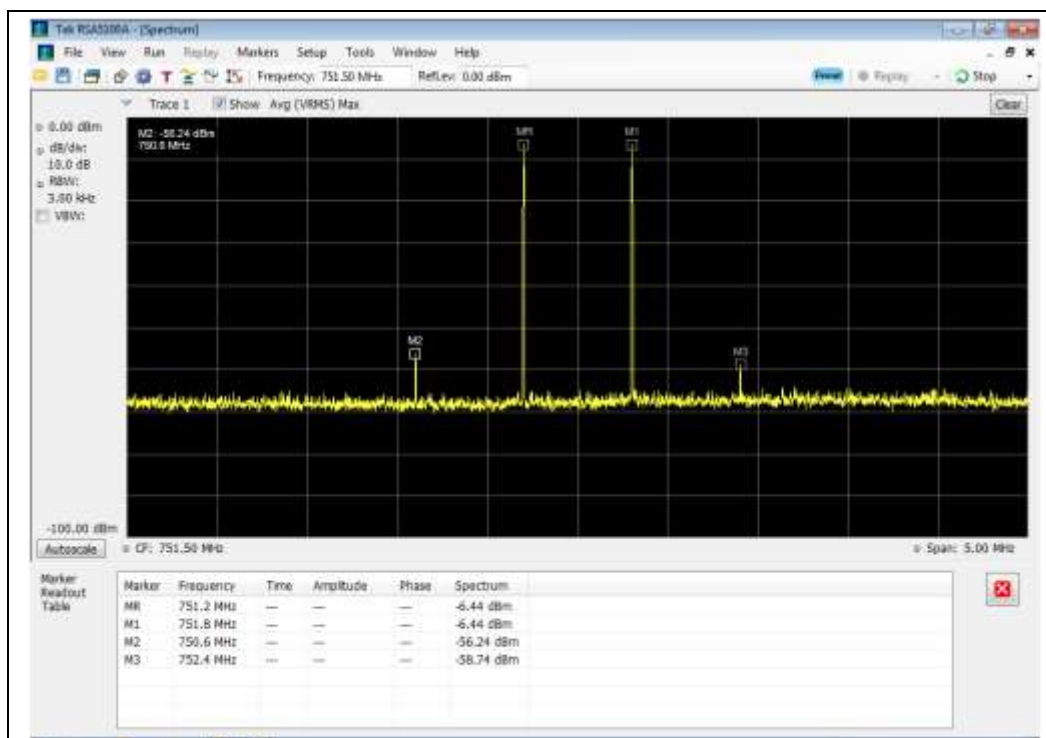 Tek RSA5100A - [Spectrum]
File View Run Replay Markers Setup Tools Window Help
Frequency: 751.50 MHz RefLev: 0.00 dBm Preset Replay Stop
Trace 1 Show Avg (VRMS) Max Clear
0.00 dBm
dB/div:
10.0 dB
RBW:
3.00 kHz
VBW:
M2: -56.24 dBm
750.6 MHz
MR M1
M2
M3
-100.00 dBm
Autoscale CF: 751.50 MHz Span: 5.00 MHz
Marker
Readout
Table
Marker Frequency Time Amplitude Phase Spectrum
MR 751.2 MHz --- --- --- -6.44 dBm
M1 751.8 MHz --- --- --- -6.44 dBm
M2 750.6 MHz --- --- --- -56.24 dBm
M3 752.4 MHz --- --- --- -58.74 dBm